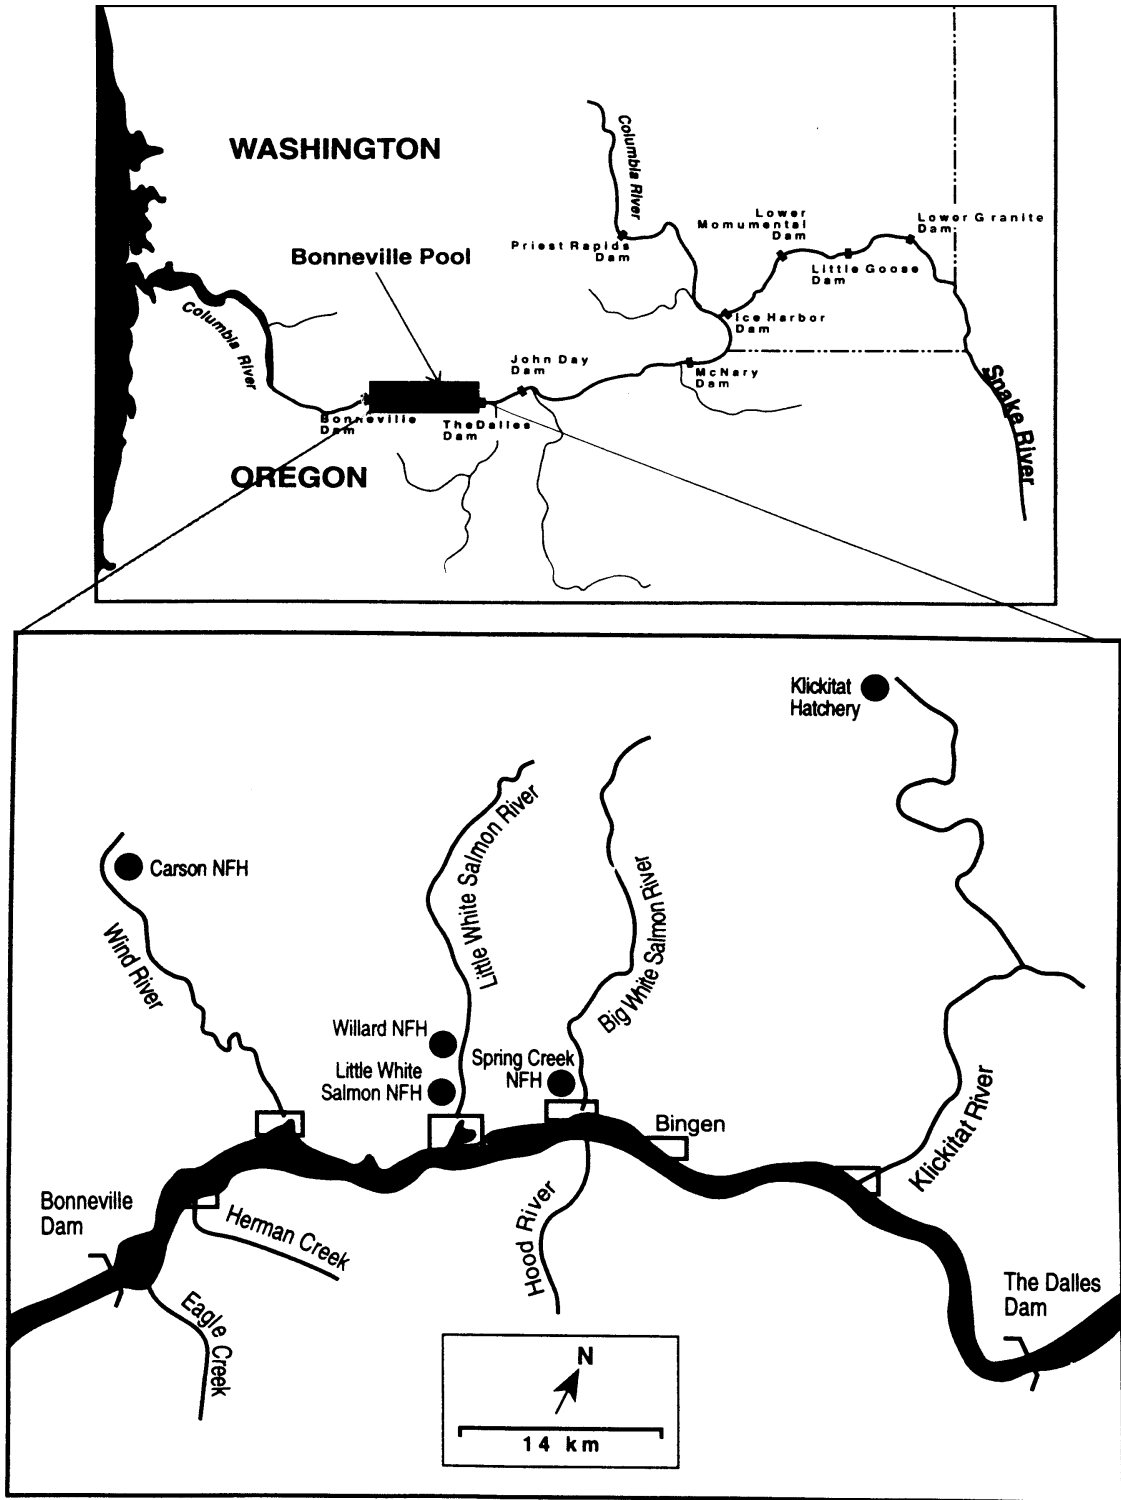 WASHINGTON
Columbia River
Lower
Momumental
Dam
Lower Granite
Dam
Priest Rapids
Dam
Bonneville Pool
Little Goose
Dam
Columbia River
Ice Harbor
Dam
John Day
Dam
McNary
Dam
Snake River
Bonneville
Dam
The Dalles
Dam
OREGON
Klickitat
Hatchery
Little White Salmon River
Carson NFH
Big White Salmon River
Wind River
Willard NFH
Spring Creek
NFH
Little White
Salmon NFH
Bingen
Klickitat River
Bonneville
Dam
Herman Creek
Hood River
The Dalles
Dam
Eagle Creek
N
14 km